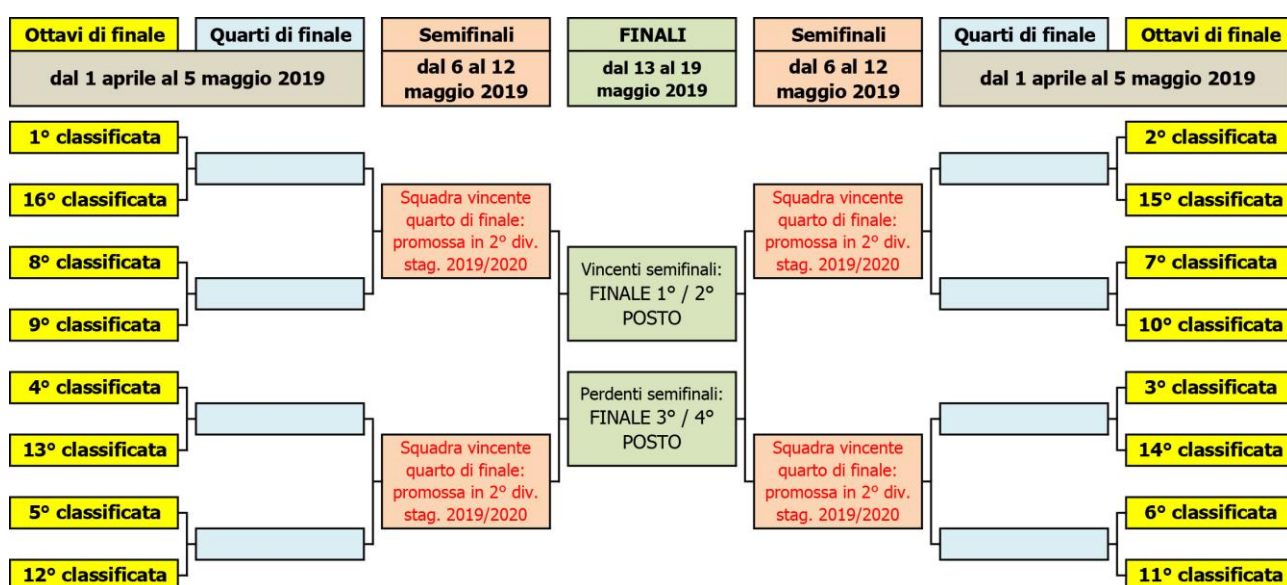 Ottavi di finale
Quarti di finale
Semifinali
FINALI
Semifinali
Quarti di finale
Ottavi di finale
dal 1 aprile al 5 maggio 2019
dal 6 al 12
maggio 2019
dal 13 al 19
maggio 2019
dal 6 al 12
maggio 2019
dal 1 aprile al 5 maggio 2019
1° classificata
16° classificata
8° classificata
9° classificata
4° classificata
13° classificata
5° classificata
12° classificata
Squadra vincente
quarto di finale:
promossa in 2° div.
stag. 2019/2020
Squadra vincente
quarto di finale:
promossa in 2° div.
stag. 2019/2020
Vincenti semifinali:
FINALE 1° / 2°
POSTO
Perdenti semifinali:
FINALE 3° / 4°
POSTO
Squadra vincente
quarto di finale:
promossa in 2° div.
stag. 2019/2020
Squadra vincente
quarto di finale:
promossa in 2° div.
stag. 2019/2020
2° classificata
15° classificata
7° classificata
10° classificata
3° classificata
14° classificata
6° classificata
11° classificata